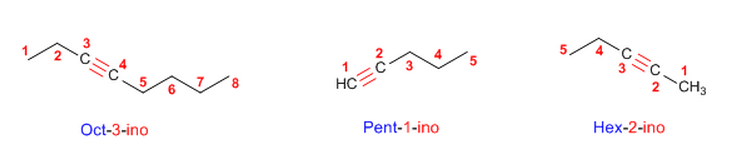 1 2 3 4 5 6 7 8
C C
Oct-3-ino
1 2 3 4 5
HC C
Pent-1-ino
5 4 3 2 1
C C CH3
Hex-2-ino